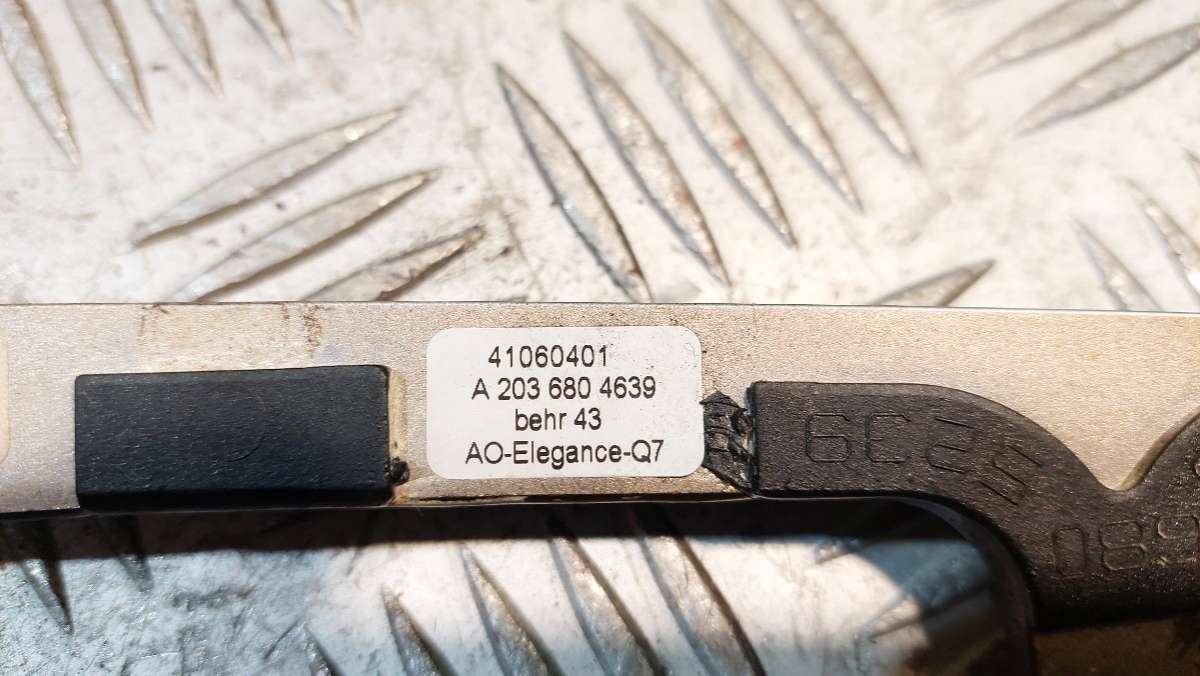 41060401
A 203 680 4639
behr 43
AO-Elegance-Q7